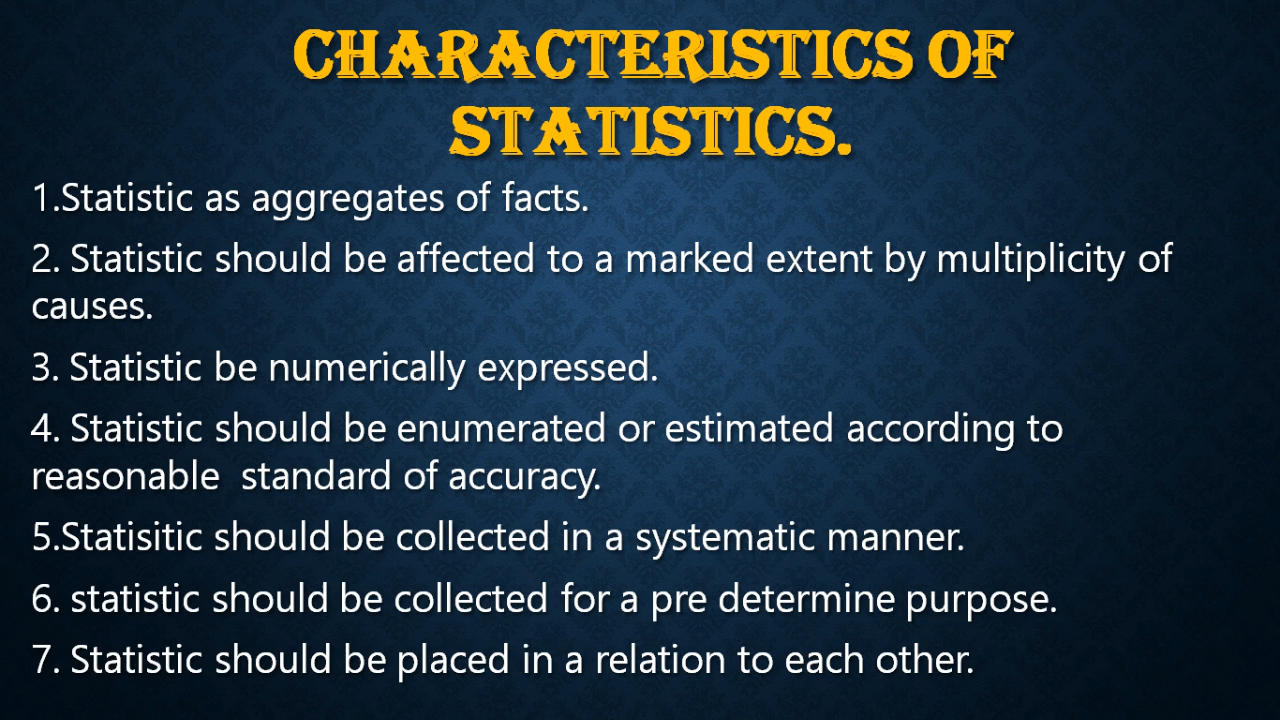 CHARACTERISTICS OF
STATISTICS.
1.Statistic as aggregates of facts.
2. Statistic should be affected to a marked extent by multiplicity of
causes.
3. Statistic be numerically expressed.
4. Statistic should be enumerated or estimated according to
reasonable  standard of accuracy.
5.Statisitic should be collected in a systematic manner.
6. statistic should be collected for a pre determine purpose.
7. Statistic should be placed in a relation to each other.